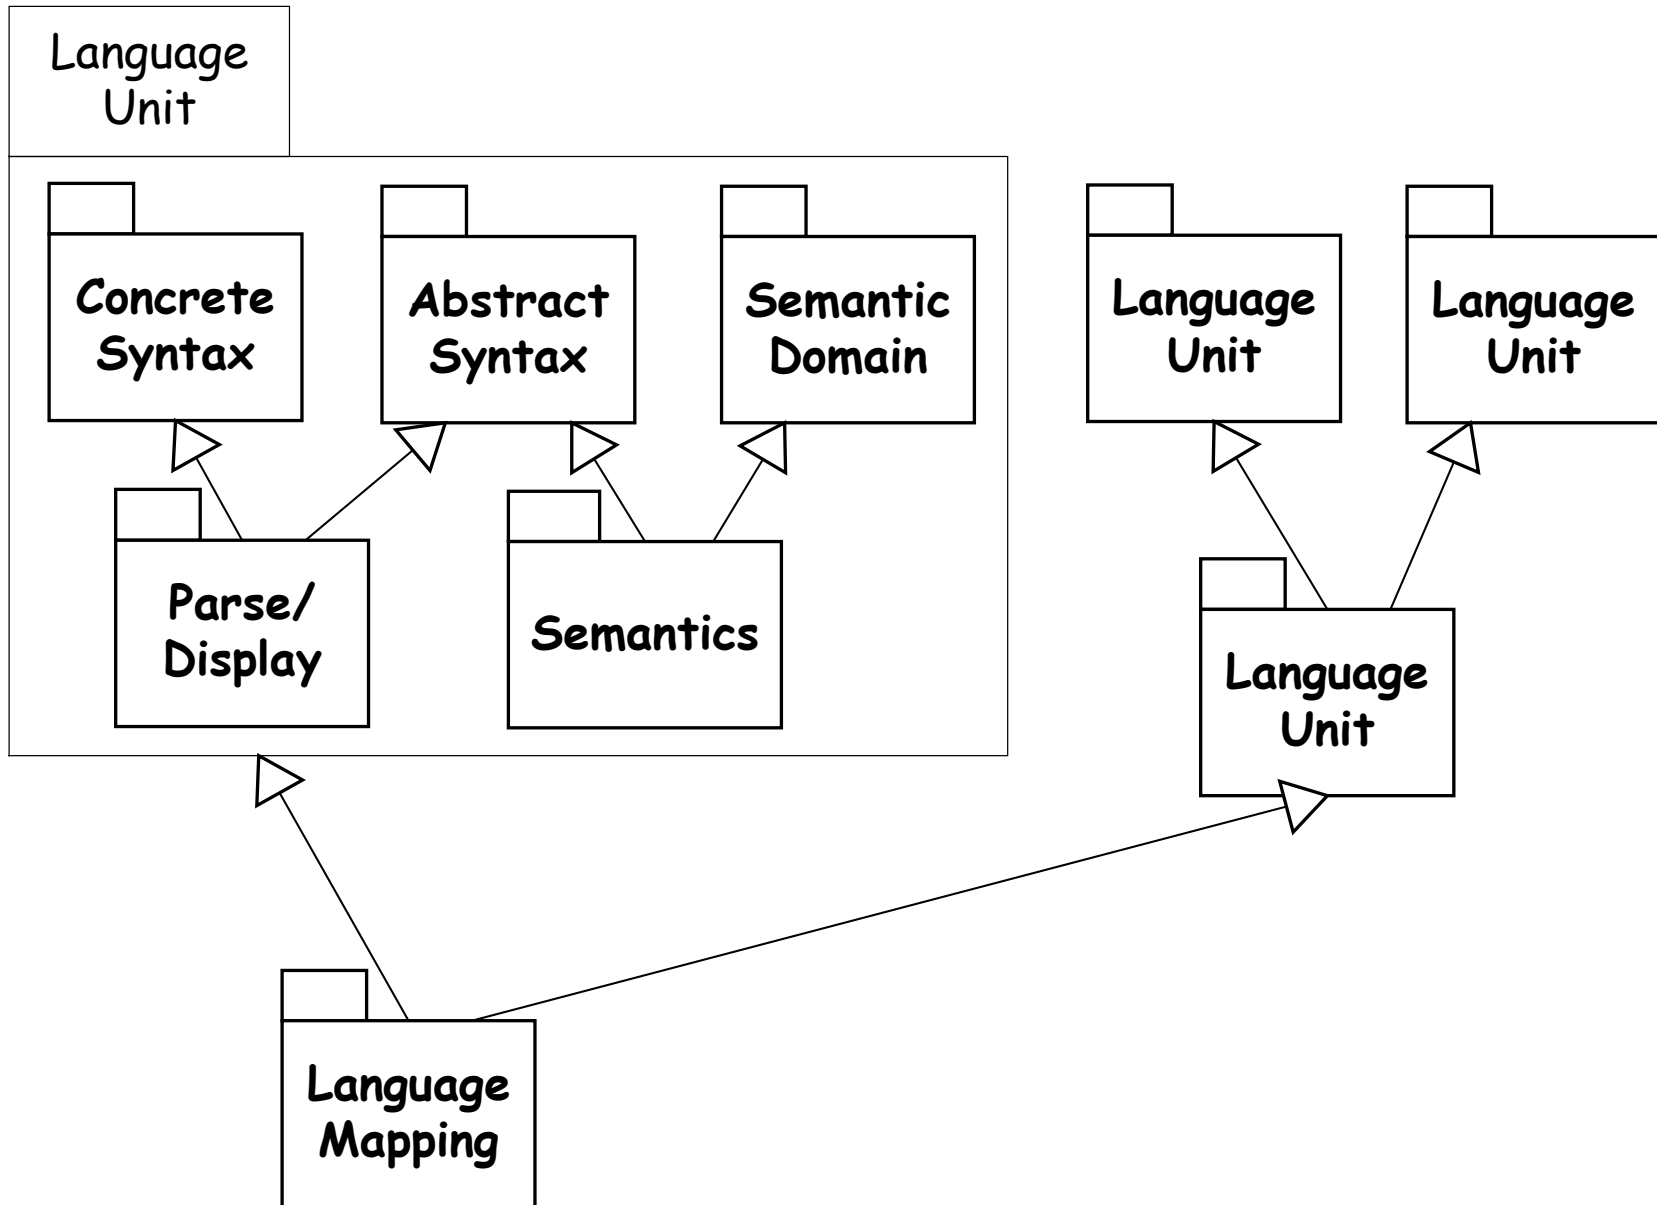 Language
Unit
Concrete
Syntax
Abstract
Syntax
Semantic
Domain
Language
Unit
Language
Unit
Parse/
Display
Semantics
Language
Unit
Language
Mapping